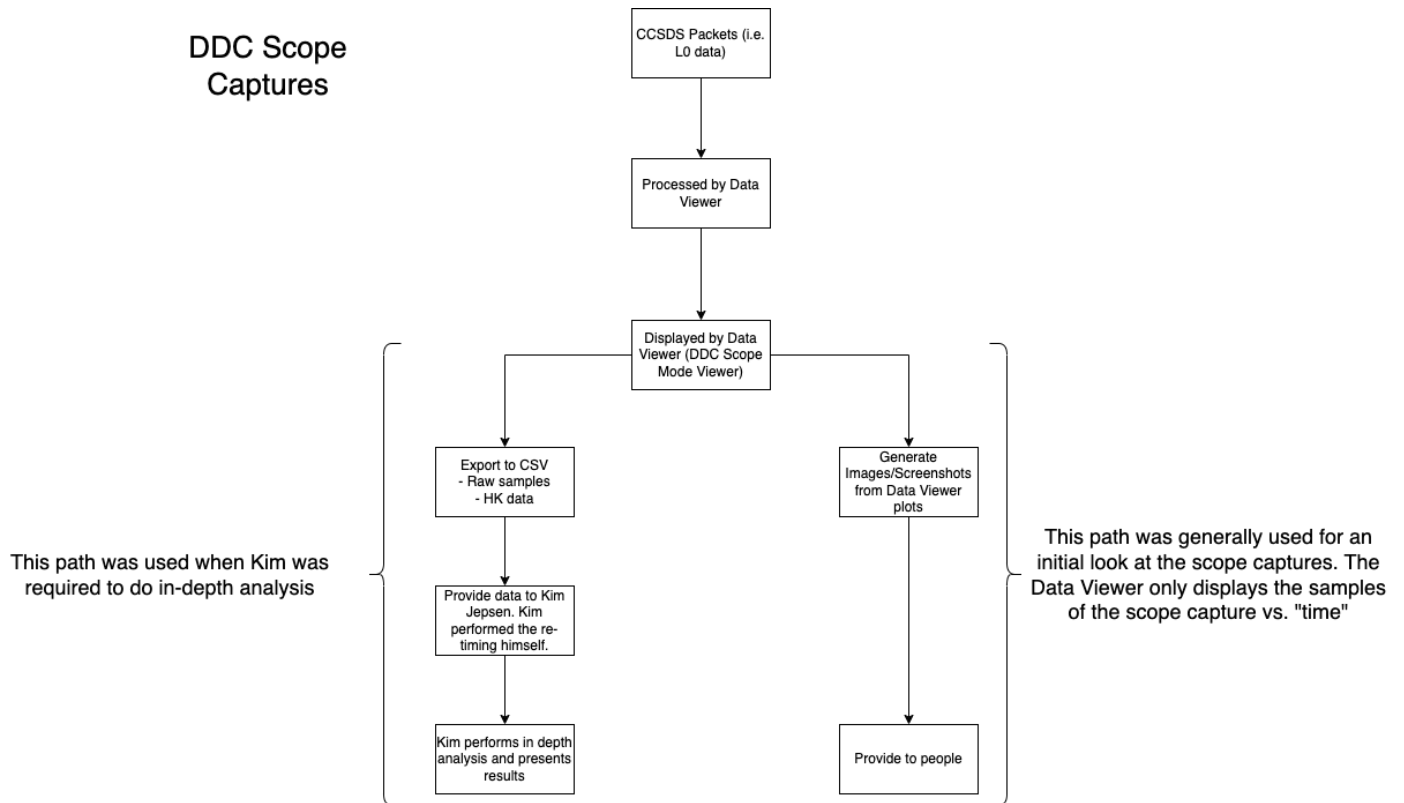 DDC Scope
Captures
CCSDS Packets (i.e.
L0 data)
Processed by Data
Viewer
Displayed by Data
Viewer (DDC Scope
Mode Viewer)
Export to CSV
- Raw samples
- HK data
Generate
Images/Screenshots
from Data Viewer
plots
This path was used when Kim was
required to do in-depth analysis
This path was generally used for an
initial look at the scope captures. The
Data Viewer only displays the samples
of the scope capture vs. "time"
Provide data to Kim
Jepsen. Kim
performed the re-
timing himself.
Kim performs in depth
analysis and presents
results
Provide to people